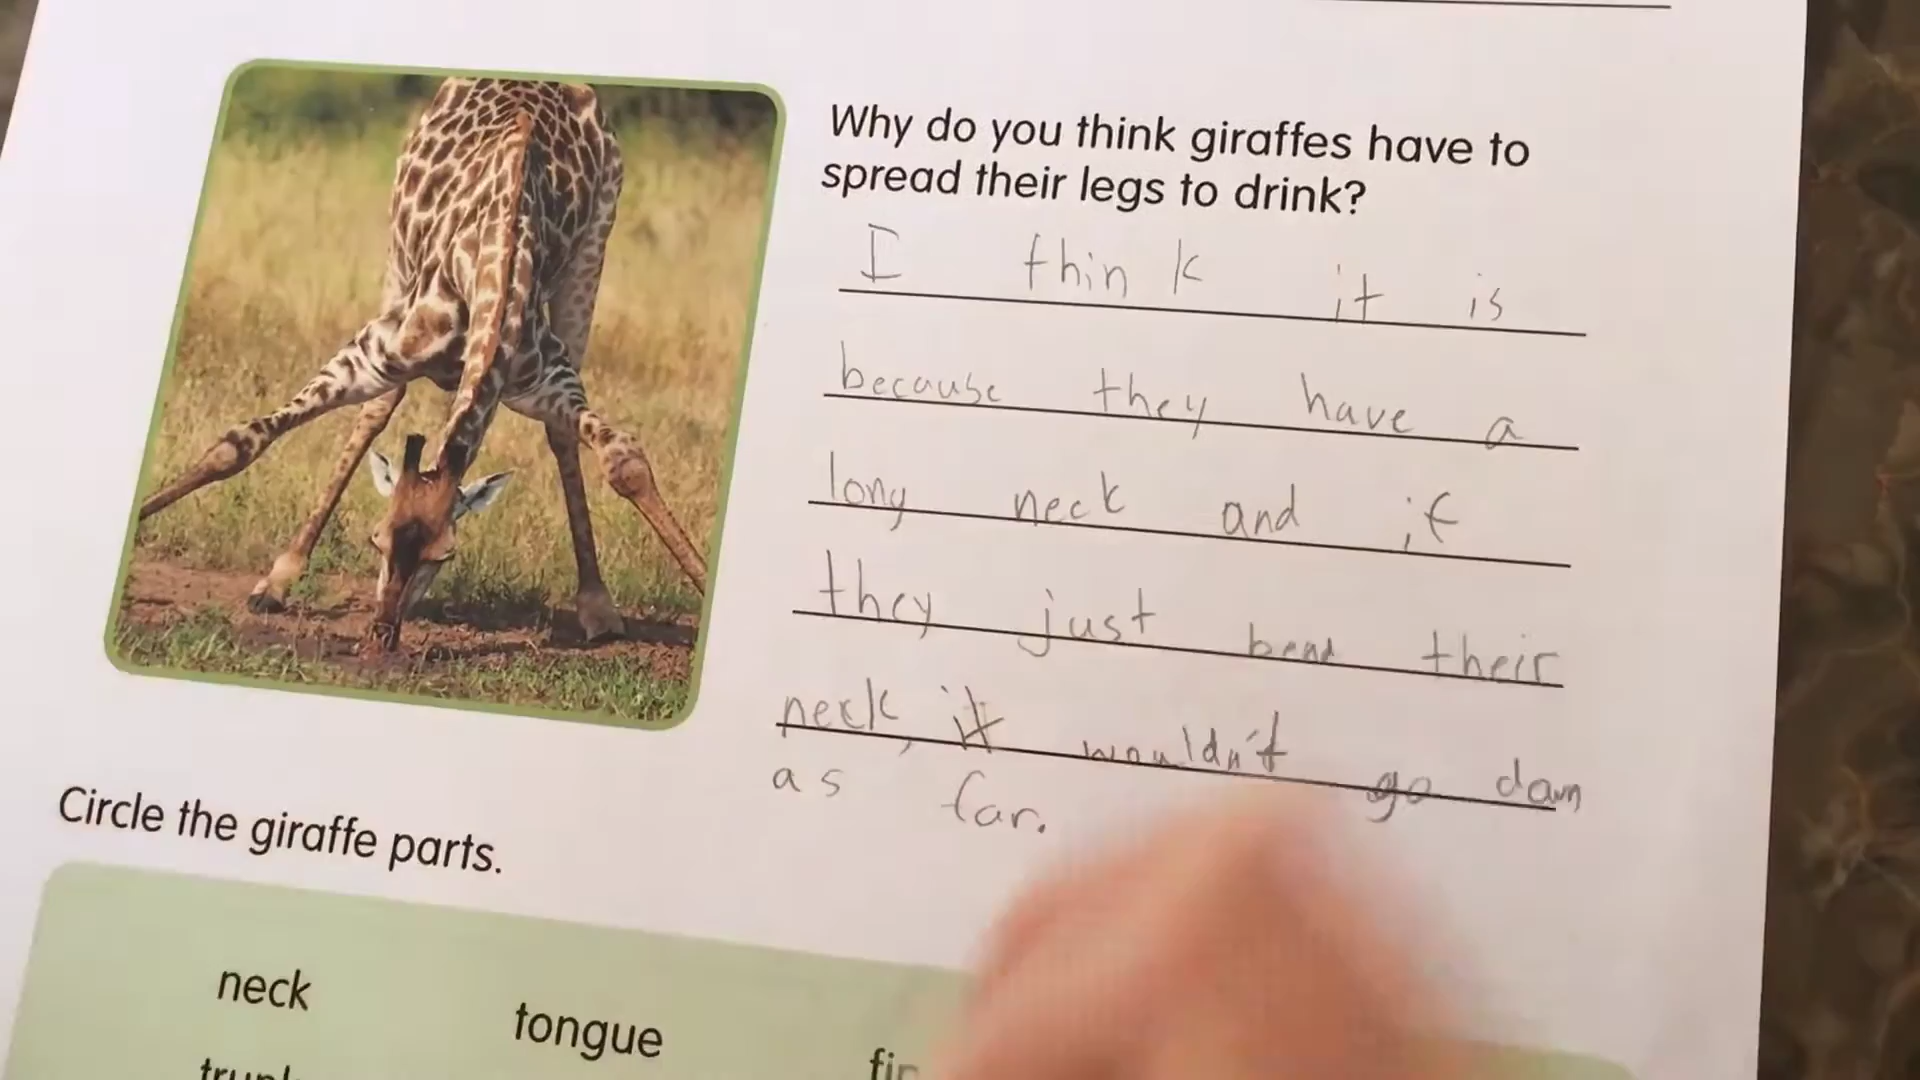 Why do you think giraffes have to
spread their legs to drink?
I think it is
because they have a
long neck and if
they just bend their
neck, it wouldn't go down
as far.
Circle the giraffe parts.
neck
tongue